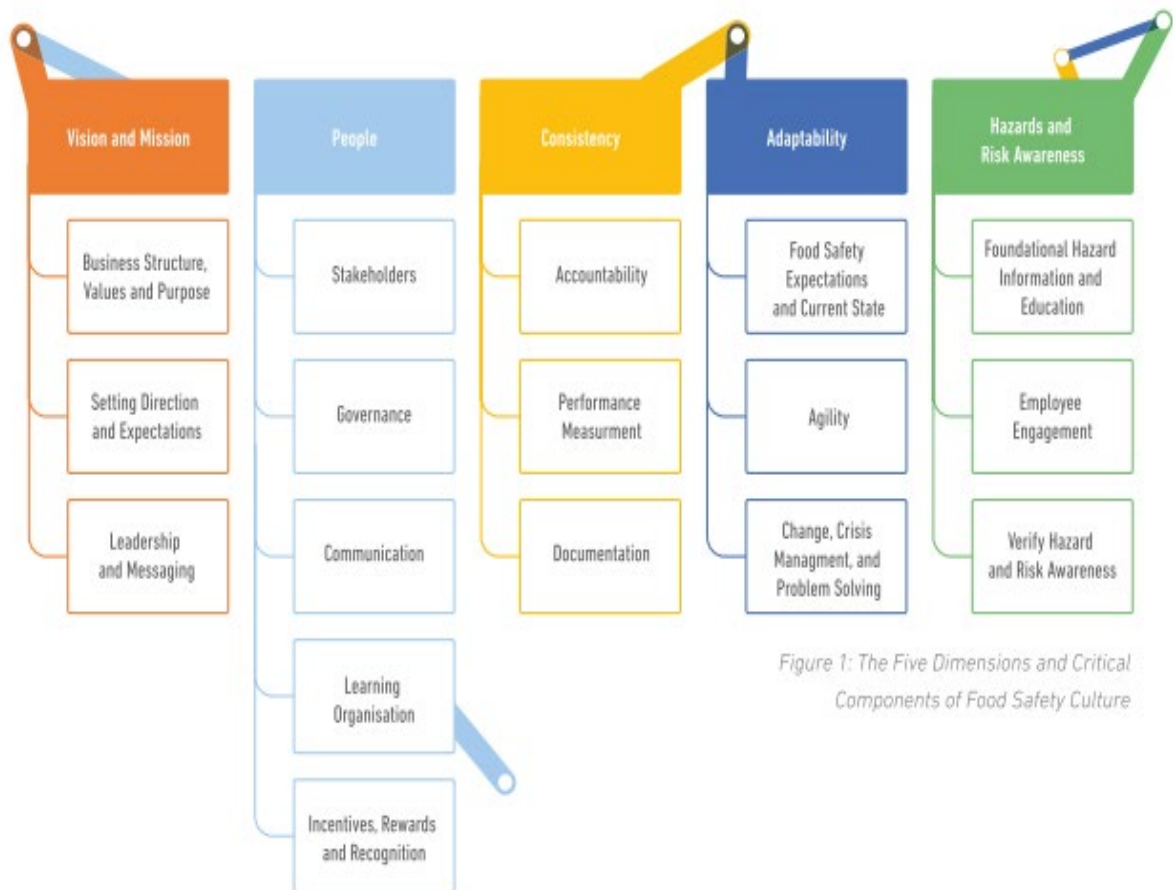 Vision and Mission
Business Structure,
Values and Purpose
Setting Direction
and Expectations
Leadership
and Messaging
People
Stakeholders
Governance
Communication
Learning
Organisation
Incentives, Rewards
and Recognition
Consistency
Accountability
Performance
Measurment
Documentation
Adaptability
Food Safety
Expectations
and Current State
Agility
Change, Crisis
Managment, and
Problem Solving
Hazards and
Risk Awareness
Foundational Hazard
Information and
Education
Employee
Engagement
Verify Hazard
and Risk Awareness
Figure 1: The Five Dimensions and Critical
Components of Food Safety Culture